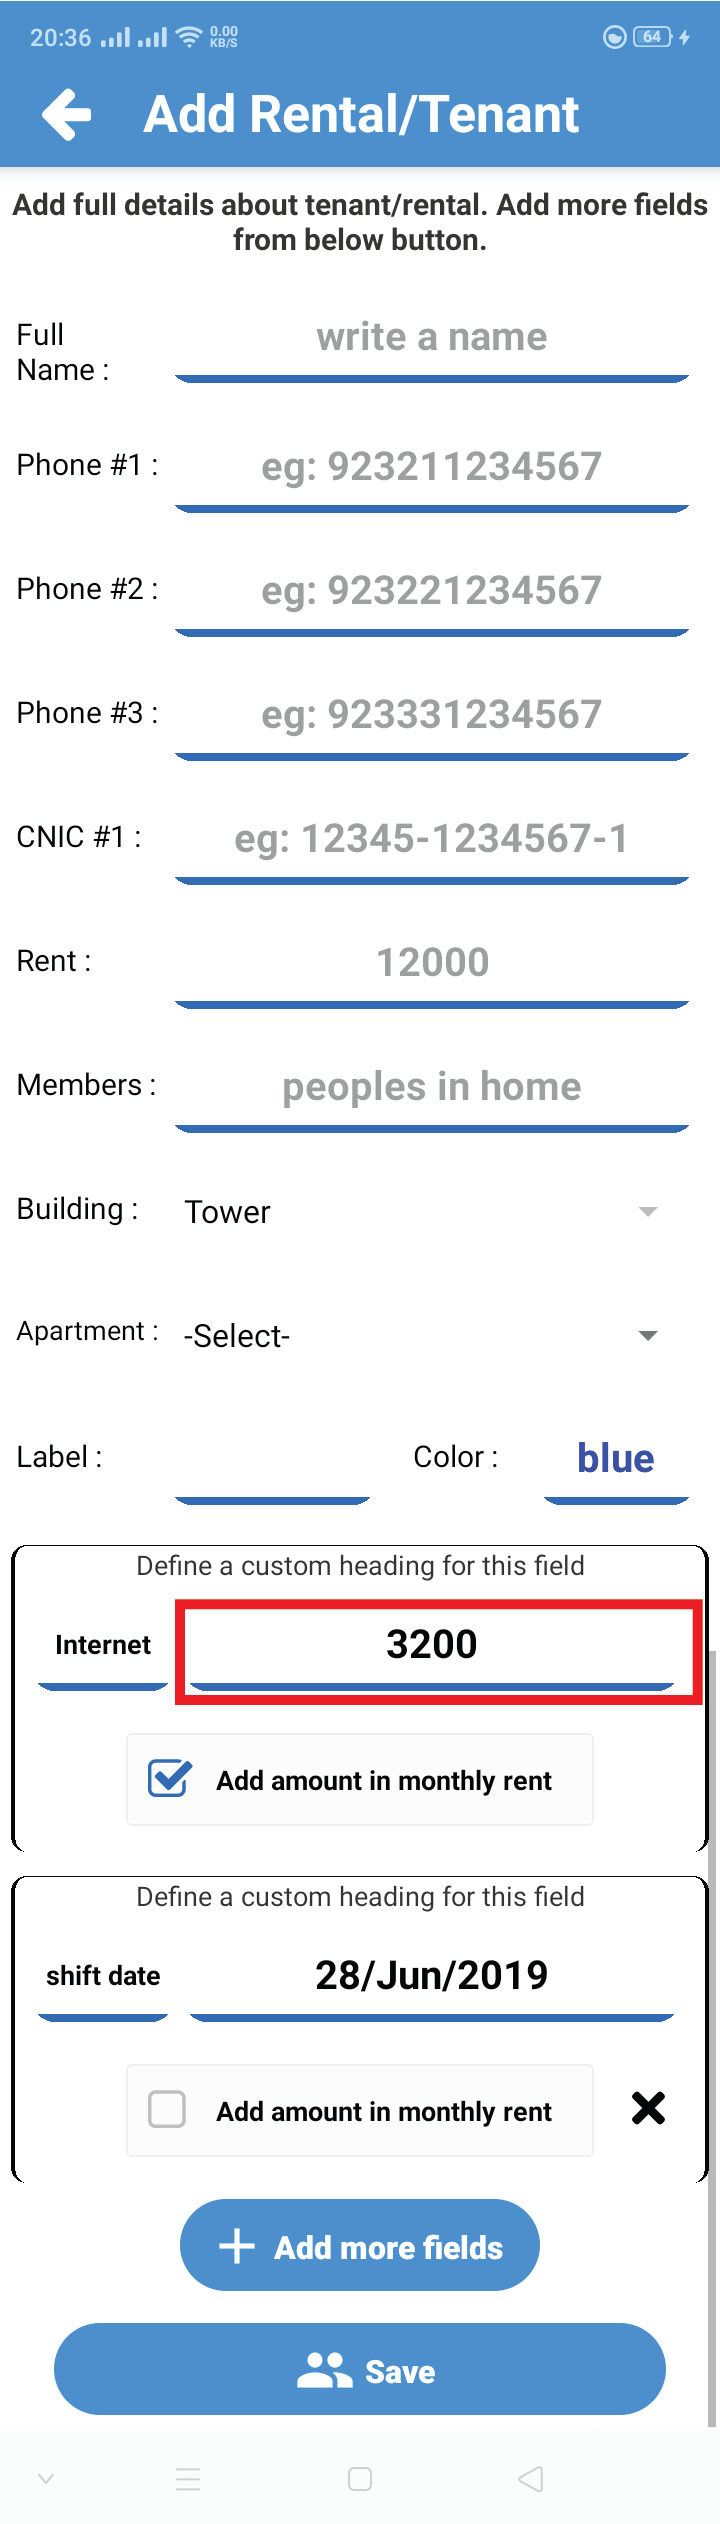 20:36 0.00 KB/S 64
Add Rental/Tenant
Add full details about tenant/rental. Add more fields
from below button.
Full
Name :
write a name
Phone #1 : eg: 923211234567
Phone #2 : eg: 923221234567
Phone #3 : eg: 923331234567
CNIC #1 : eg: 12345-1234567-1
Rent : 12000
Members : peoples in home
Building : Tower
Apartment : -Select-
Label : Color : blue
Define a custom heading for this field
Internet 3200
Add amount in monthly rent
Define a custom heading for this field
shift date 28/Jun/2019
Add amount in monthly rent
Add more fields
Save